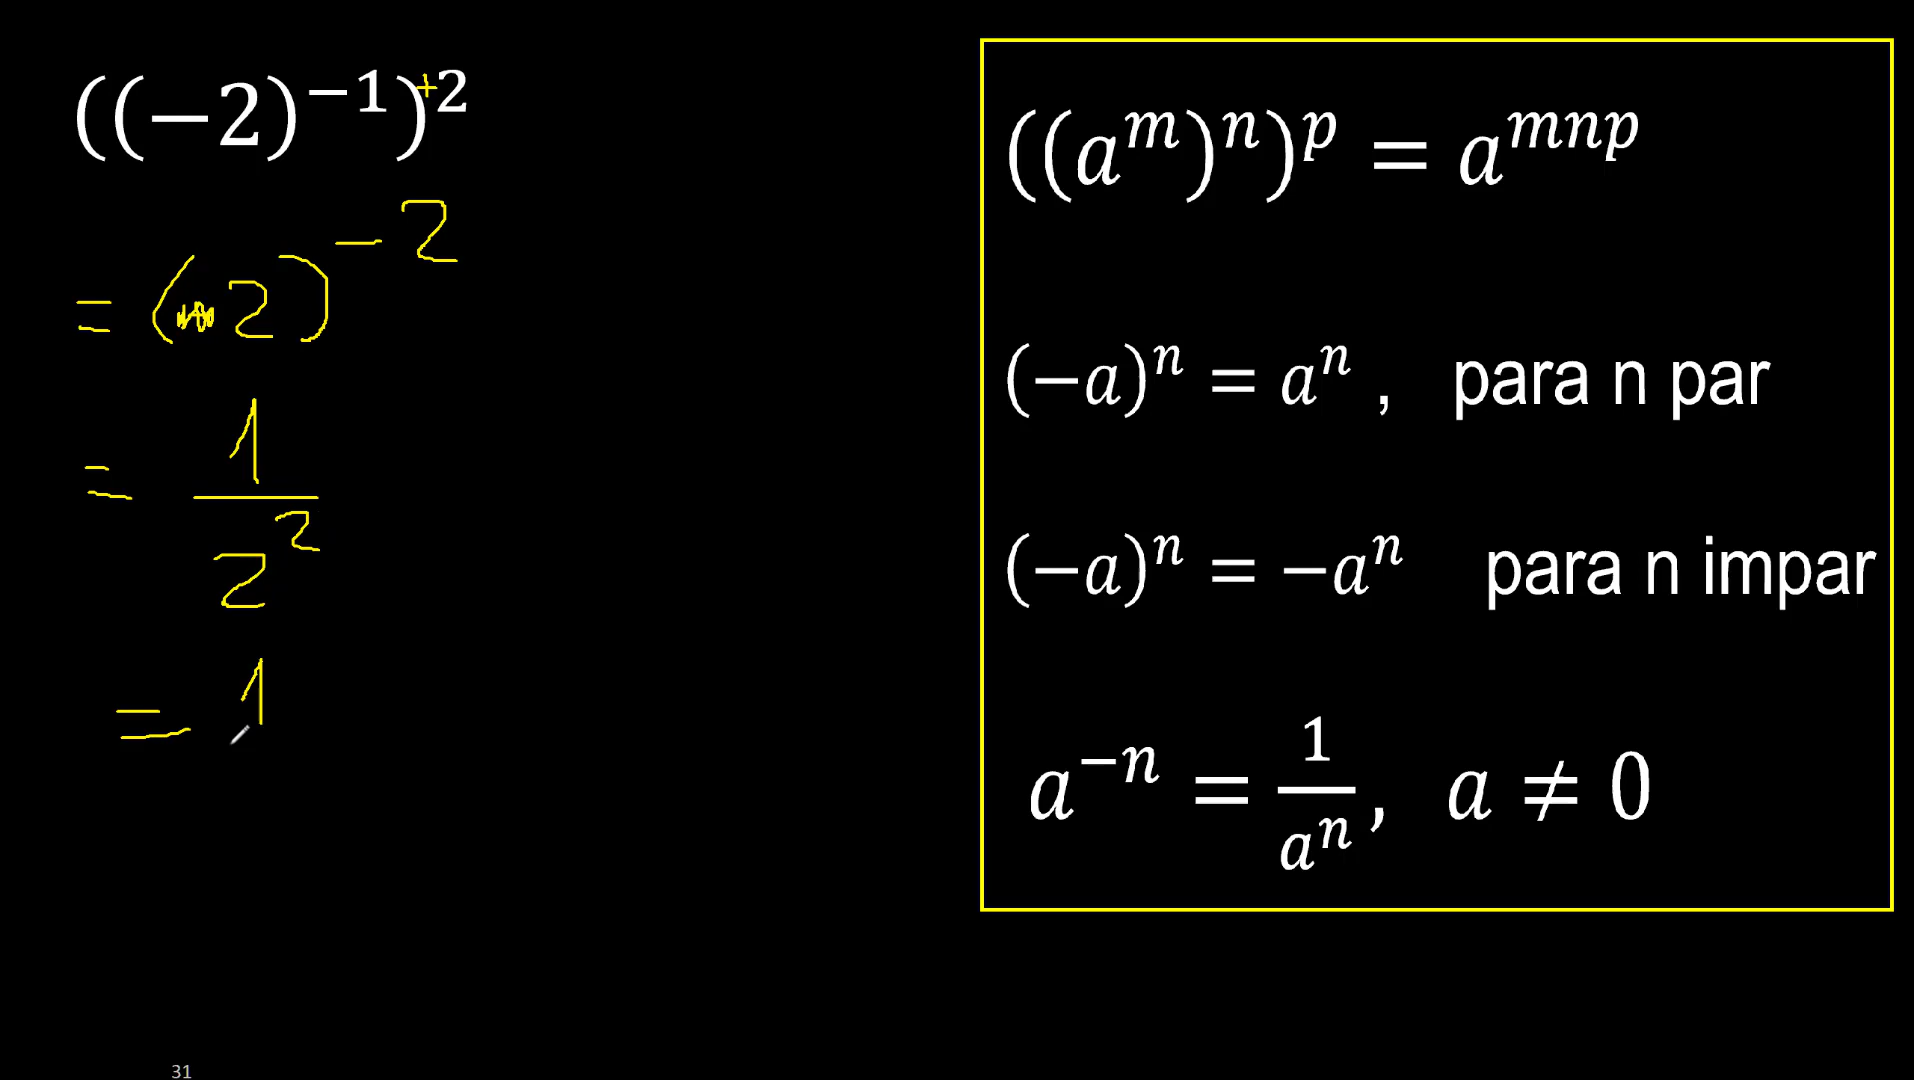 ((−2)^−1)^+2
= (2)^−2
= 1/2^2
= 1
((a^m)^n)^p = a^mnp
(−a)^n = a^n , para n par
(−a)^n = −a^n para n impar
a^−n = 1/a^n, a ≠ 0
31